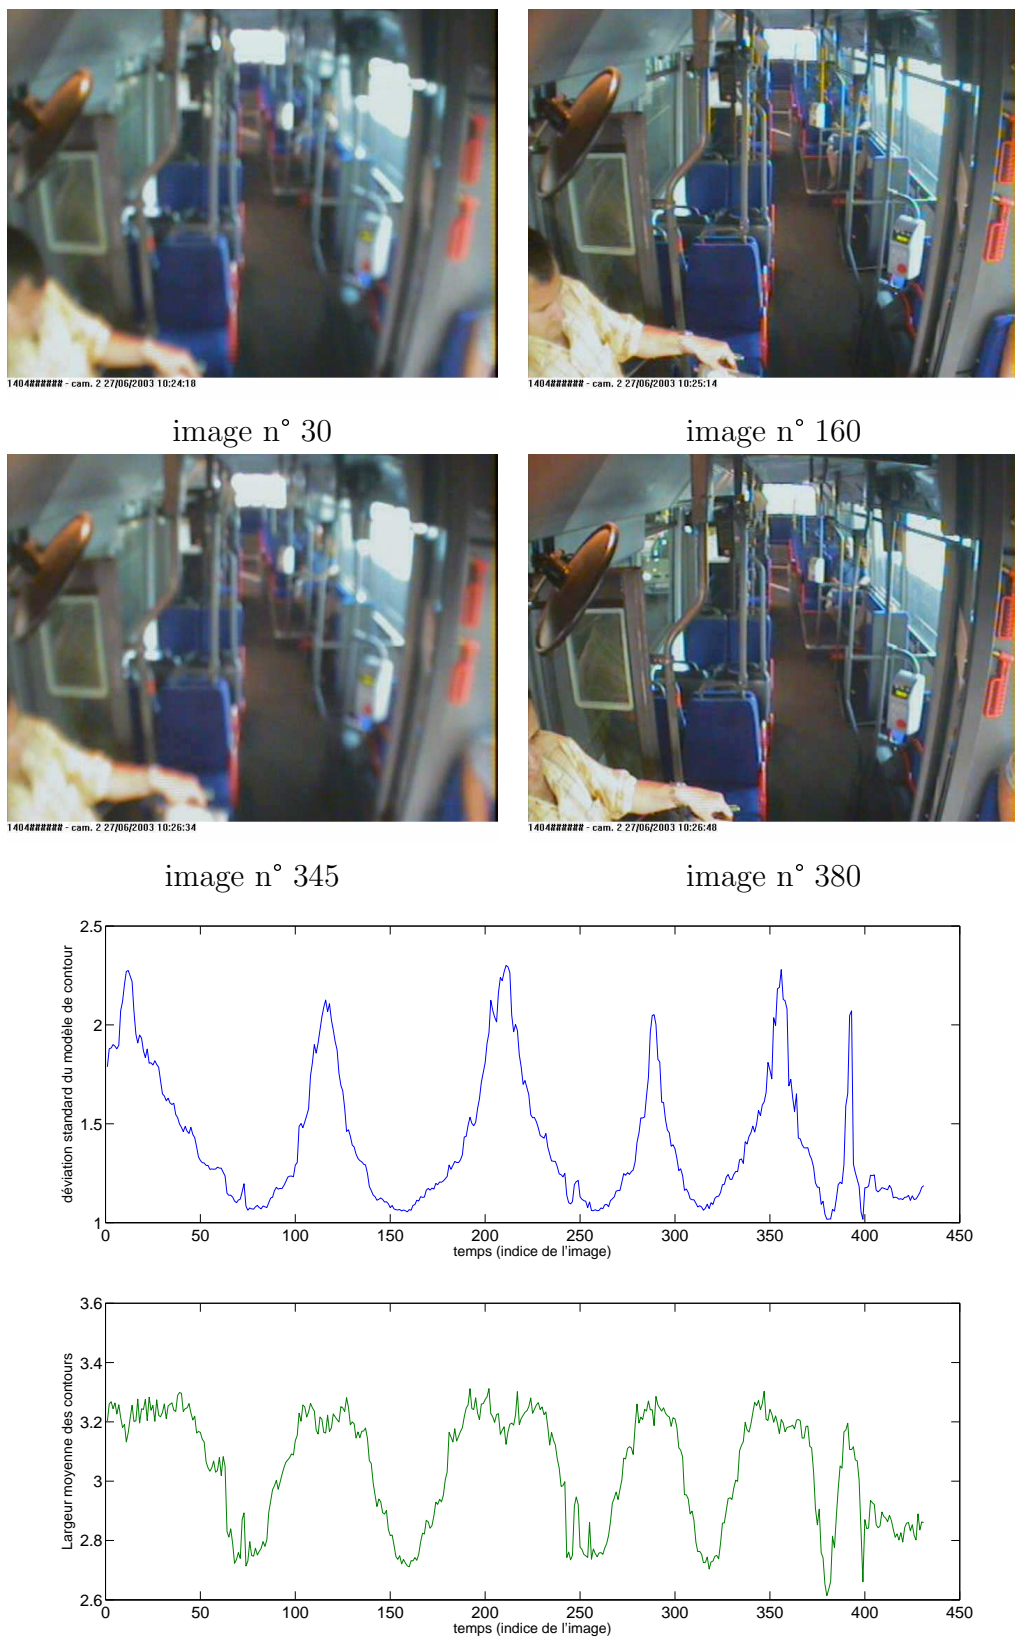 1404###### - cam. 2 27/06/2003 10:24:18
1404###### - cam. 2 27/06/2003 10:25:14
image n° 30
image n° 160
1404###### - cam. 2 27/06/2003 10:26:34
1404###### - cam. 2 27/06/2003 10:26:48
image n° 345
image n° 380
déviation standard du modèle de contour
2.5
2
1.5
1
0 50 100 150 200 250 300 350 400 450
temps (indice de l'image)
Largeur moyenne des contours
3.6
3.4
3.2
3
2.8
2.6
0 50 100 150 200 250 300 350 400 450
temps (indice de l'image)